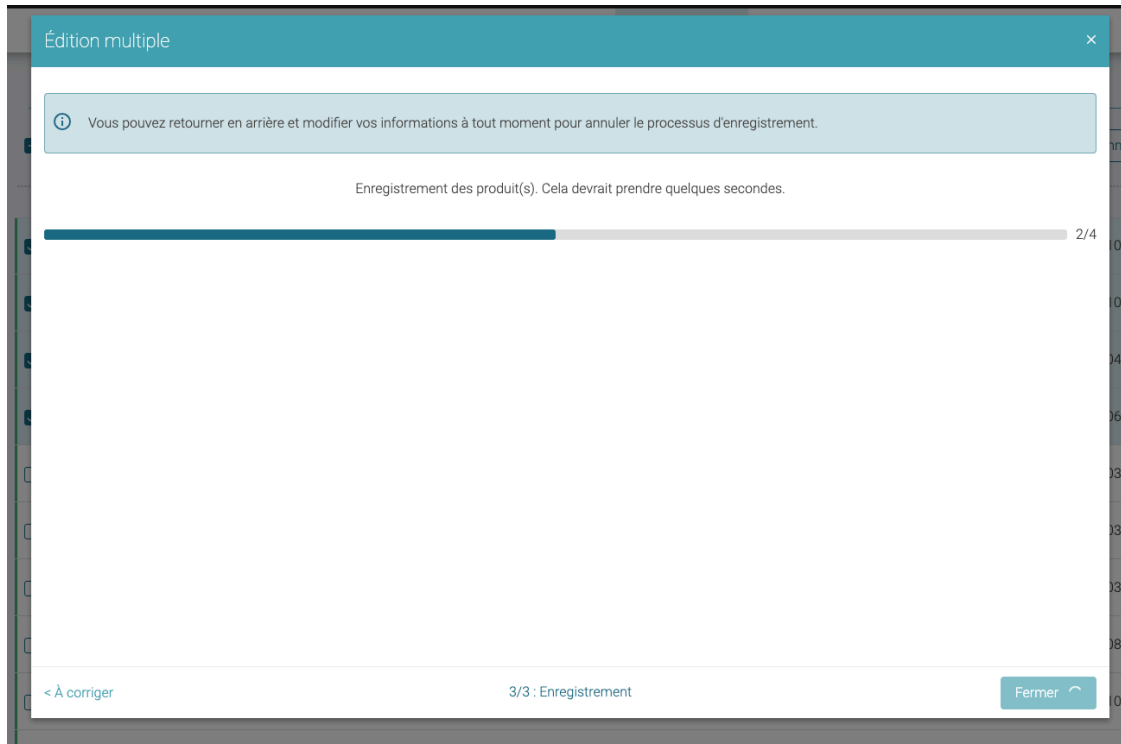 Édition multiple
×
Vous pouvez retourner en arrière et modifier vos informations à tout moment pour annuler le processus d'enregistrement.
Enregistrement des produit(s). Cela devrait prendre quelques secondes.
2/4
< À corriger
3/3 : Enregistrement
Fermer